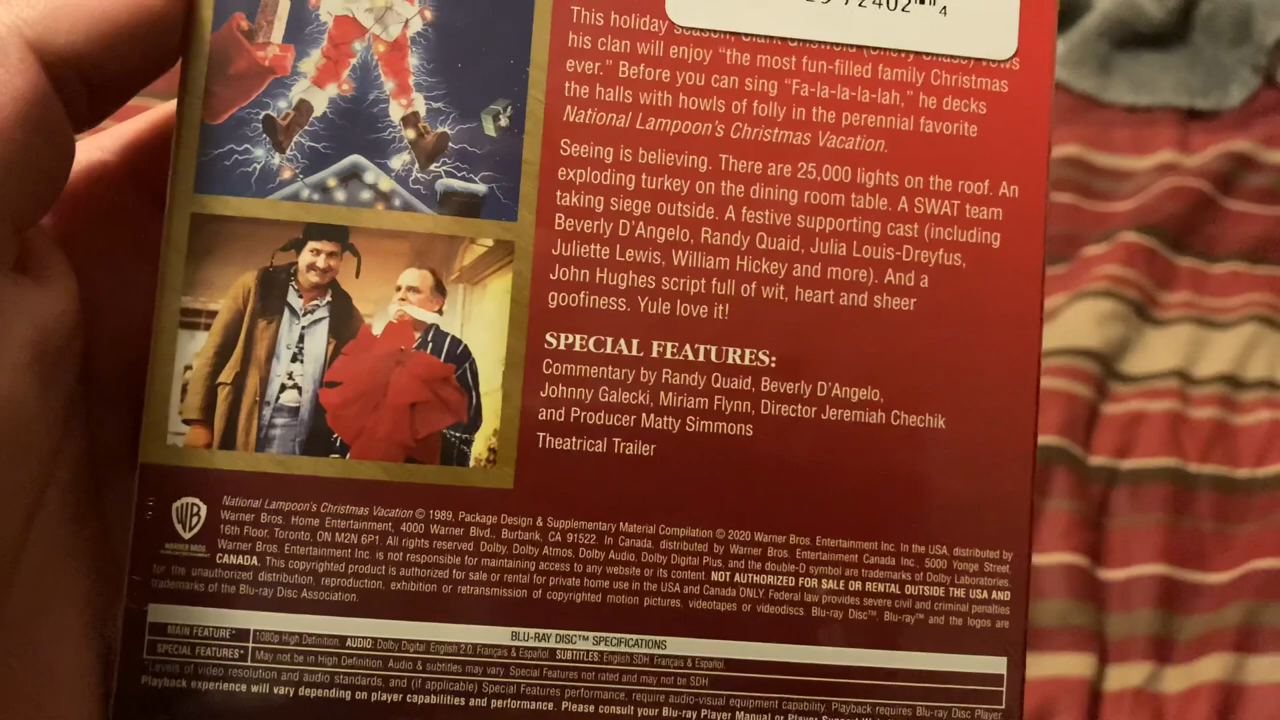 72402 4
This holiday season, Clark Griswold (Chevy Chase) vows
his clan will enjoy “the most fun-filled family Christmas
ever.” Before you can sing “Fa-la-la-la-lah,” he decks
the halls with howls of folly in the perennial favorite
National Lampoon's Christmas Vacation.
Seeing is believing. There are 25,000 lights on the roof. An
exploding turkey on the dining room table. A SWAT team
taking siege outside. A festive supporting cast (including
Beverly D'Angelo, Randy Quaid, Julia Louis-Dreyfus,
Juliette Lewis, William Hickey and more). And a
John Hughes script full of wit, heart and sheer
goofiness. Yule love it!
SPECIAL FEATURES:
Commentary by Randy Quaid, Beverly D'Angelo,
Johnny Galecki, Miriam Flynn, Director Jeremiah Chechik
and Producer Matty Simmons
Theatrical Trailer
WB
WARNER BROS.
National Lampoon's Christmas Vacation © 1989, Package Design & Supplementary Material Compilation © 2020 Warner Bros. Entertainment Inc. In the USA, distributed by
Warner Bros. Home Entertainment, 4000 Warner Blvd., Burbank, CA 91522. In Canada, distributed by Warner Bros. Entertainment Canada Inc., 5000 Yonge Street,
16th Floor, Toronto, ON M2N 6P1. All rights reserved. Dolby, Dolby Atmos, Dolby Audio, Dolby Digital Plus, and the double-D symbol are trademarks of Dolby Laboratories.
Warner Bros. Entertainment Inc. is not responsible for maintaining access to any website or its content. NOT AUTHORIZED FOR SALE OR RENTAL OUTSIDE THE USA AND
CANADA. This copyrighted product is authorized for sale or rental for private home use in the USA and Canada ONLY. Federal law provides severe civil and criminal penalties
for the unauthorized distribution, reproduction, exhibition or retransmission of copyrighted motion pictures, videotapes or videodiscs. Blu-ray Disc™, Blu-ray™ and the logos are
trademarks of the Blu-ray Disc Association.
BLU-RAY DISC™ SPECIFICATIONS
MAIN FEATURE* 1080p High Definition. AUDIO: Dolby Digital: English 2.0, Français & Español. SUBTITLES: English SDH, Français & Español.
SPECIAL FEATURES* May not be in High Definition. Audio & subtitles may vary. Special Features not rated and may not be SDH
*Levels of video resolution and audio standards, and (if applicable) Special Features performance, require audio-visual equipment capability. Playback requires Blu-ray Disc Player.
Playback experience will vary depending on player capabilities and performance. Please consult your Blu-ray Player Manual or